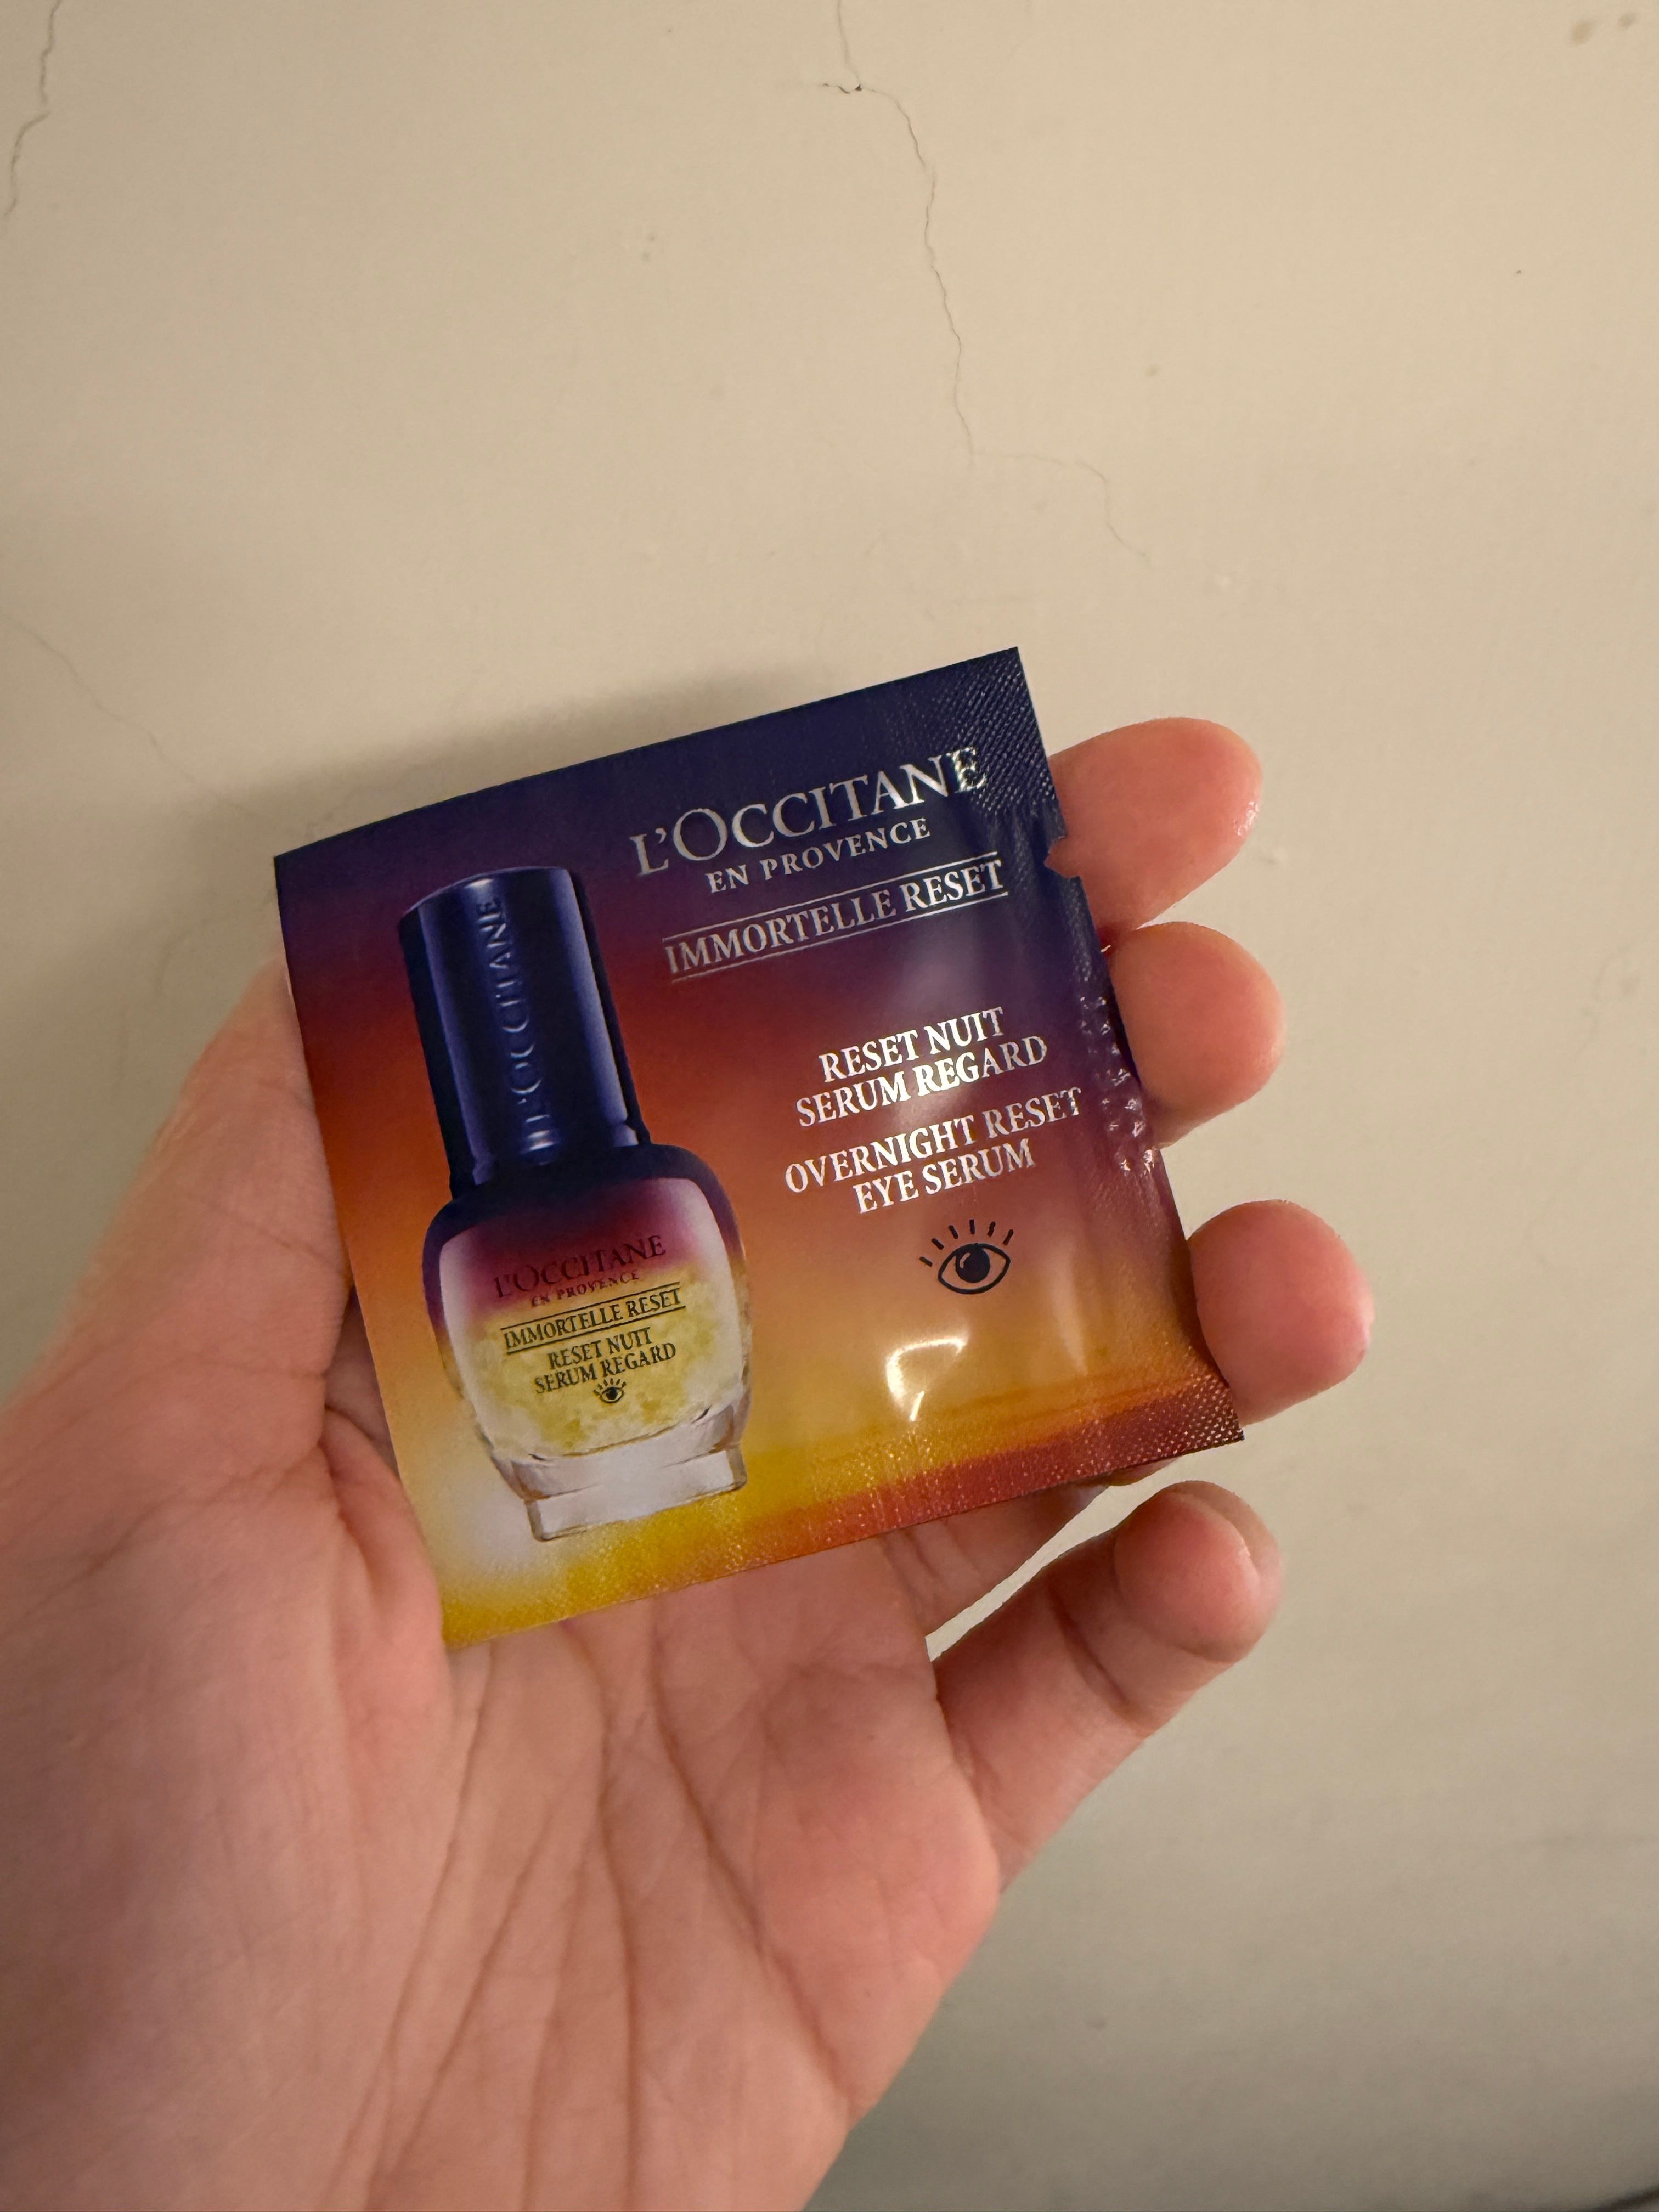 L'OCCITANE
EN PROVENCE
IMMORTELLE RESET
RESET NUIT
SERUM REGARD
OVERNIGHT RESET
EYE SERUM
L'OCCITANE
L'OCCITANE
EN PROVENCE
IMMORTELLE RESET
RESET NUIT
SERUM REGARD